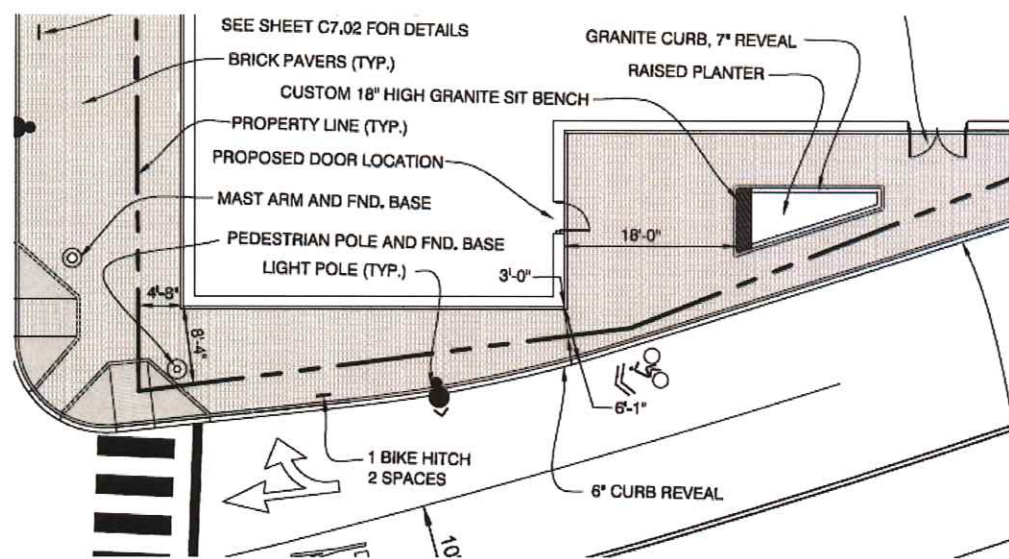 SEE SHEET C7.02 FOR DETAILS
BRICK PAVERS (TYP.)
GRANITE CURB, 7" REVEAL
RAISED PLANTER
CUSTOM 18" HIGH GRANITE SIT BENCH
PROPERTY LINE (TYP.)
PROPOSED DOOR LOCATION
MAST ARM AND FND. BASE
PEDESTRIAN POLE AND FND. BASE
LIGHT POLE (TYP.)
18'-0"
3'-0"
4'-8"
8'-4"
6'-1"
1 BIKE HITCH
2 SPACES
6" CURB REVEAL
10'